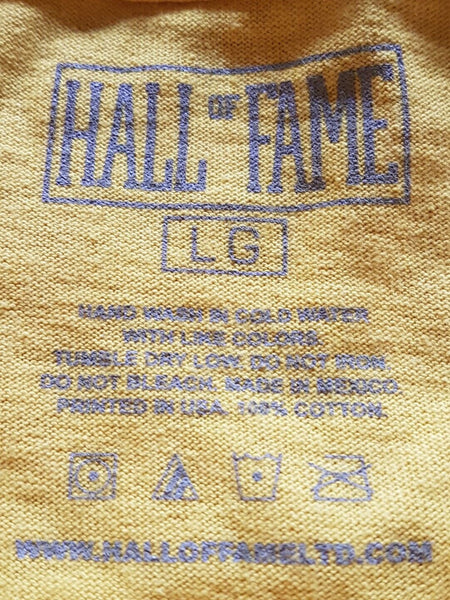 HALL OF FAME
LG
HAND WASH IN COLD WATER
WITH LIKE COLORS.
TUMBLE DRY LOW. DO NOT IRON.
DO NOT BLEACH. MADE IN MEXICO.
PRINTED IN USA. 100% COTTON.
WWW.HALLOFFAMELTD.COM